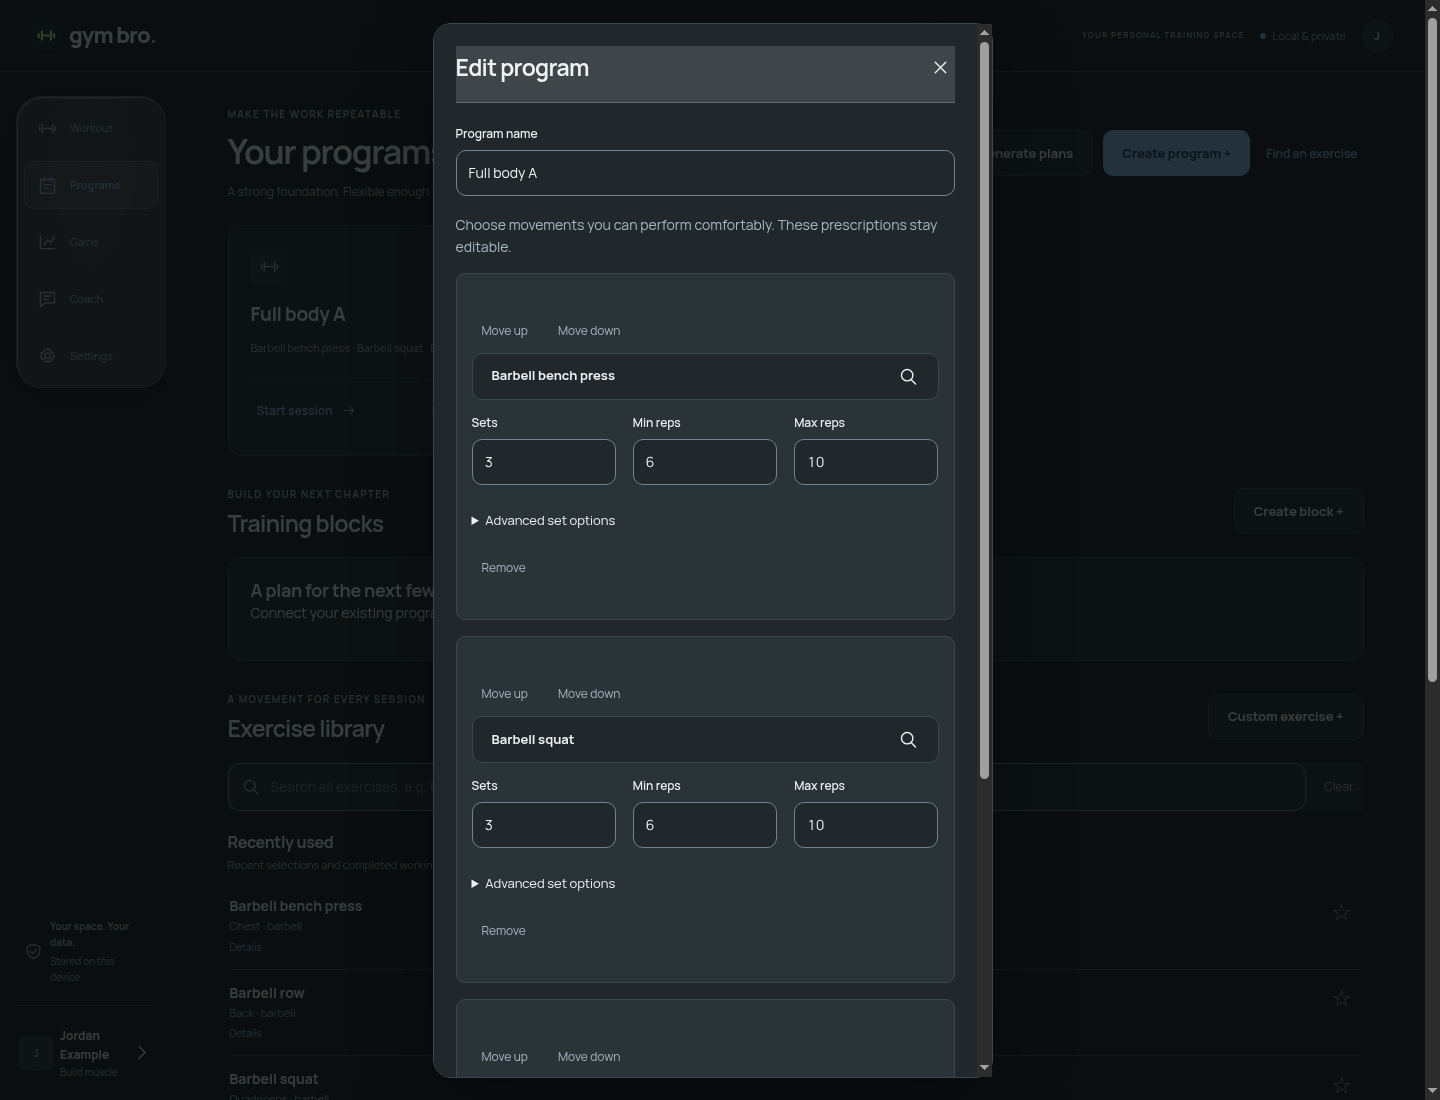 gym bro.
YOUR PERSONAL TRAINING SPACE
Local & private
J
Workout
Programs
Gains
Coach
Settings
Your space. Your
data.
Stored on this
device
J
Jordan
Example
Build muscle
MAKE THE WORK REPEATABLE
Your programs
A strong foundation. Flexible enough
plans
Create program +
Find an exercise
Full body A
Barbell bench press · Barbell squat ·
Start session →
BUILD YOUR NEXT CHAPTER
Training blocks
Create block +
A plan for the next few
Connect your existing
A MOVEMENT FOR EVERY SESSION
Exercise library
Custom exercise +
Search all exercises, e.g.
Clear
Recently used
Recent selections and completed
Barbell bench press
Chest · barbell
Details
Barbell row
Back · barbell
Details
Barbell squat
Quadriceps · barbell
Edit program
Program name
Full body A
Choose movements you can perform comfortably. These prescriptions stay
editable.
Move up Move down
Barbell bench press
Sets Min reps Max reps
3 6 10
Advanced set options
Remove
Move up Move down
Barbell squat
Sets Min reps Max reps
3 6 10
Advanced set options
Remove
Move up Move down